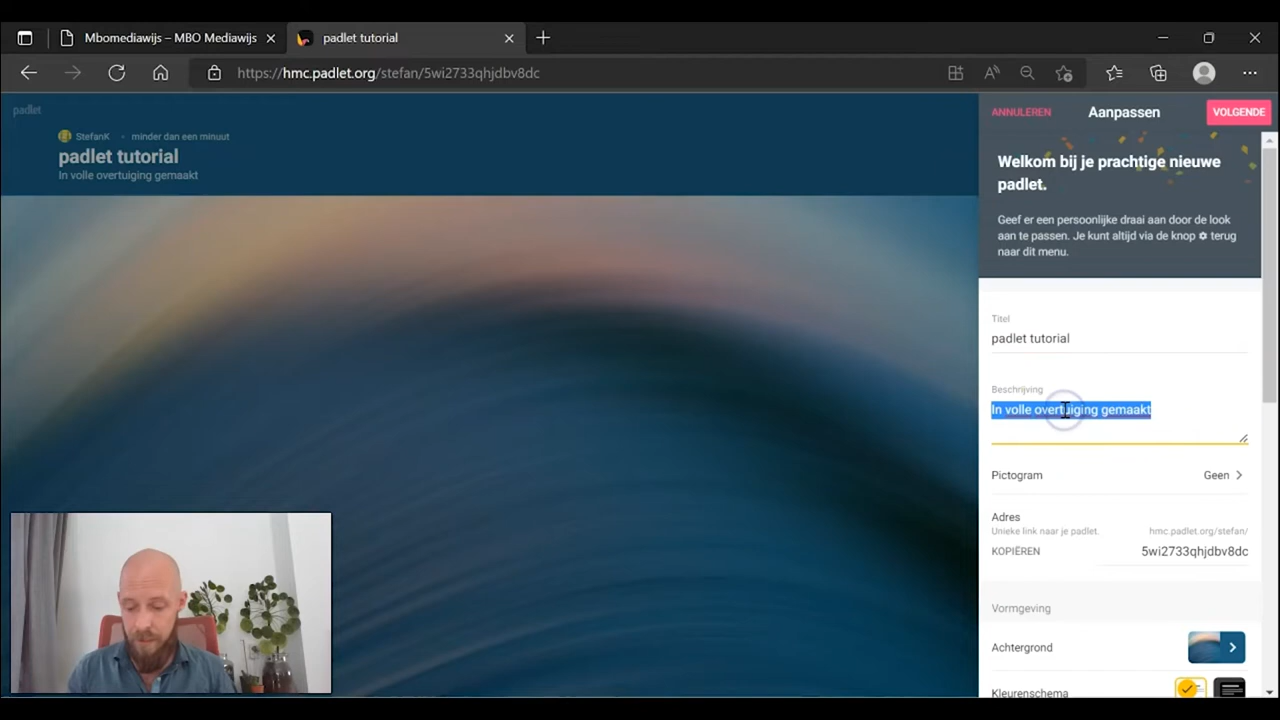 Mbomediawijs – MBO Mediawijs
padlet tutorial
https://hmc.padlet.org/stefan/5wi2733qhjdbv8dc
padlet
StefanK • minder dan een minuut
padlet tutorial
In volle overtuiging gemaakt
ANNULEREN
Aanpassen
VOLGENDE
Welkom bij je prachtige nieuwe
padlet.
Geef er een persoonlijke draai aan door de look
aan te passen. Je kunt altijd via de knop terug
naar dit menu.
Titel
padlet tutorial
Beschrijving
In volle overtuiging gemaakt
Pictogram
Geen
Adres
Unieke link naar je padlet.
hmc.padlet.org/stefan/
KOPIËREN
5wi2733qhjdbv8dc
Vormgeving
Achtergrond
Kleurenschema